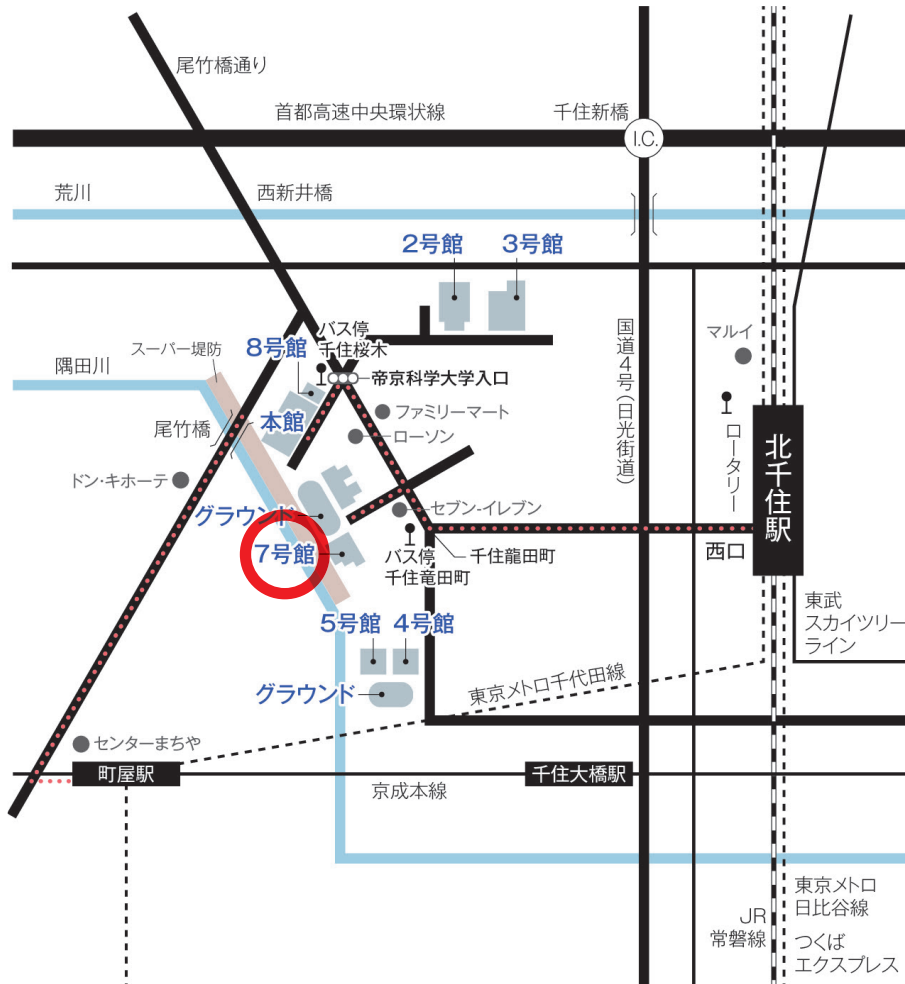 尾竹橋通り
首都高速中央環状線
千住新橋
I.C.
荒川
西新井橋
2号館
3号館
バス停
千住桜木
8号館
スーパー堤防
隅田川
帝京科学大学入口
国道4号(日光街道)
マルイ
ファミリーマート
本館
尾竹橋
ローソン
ロータリー
北千住駅
ドン・キホーテ
セブン-イレブン
グラウンド
7号館
バス停
千住竜田町
千住龍田町
西口
東武
スカイツリー
ライン
5号館
4号館
グラウンド
東京メトロ千代田線
センターまちや
町屋駅
千住大橋駅
京成本線
東京メトロ
日比谷線
JR
常磐線
つくば
エクスプレス